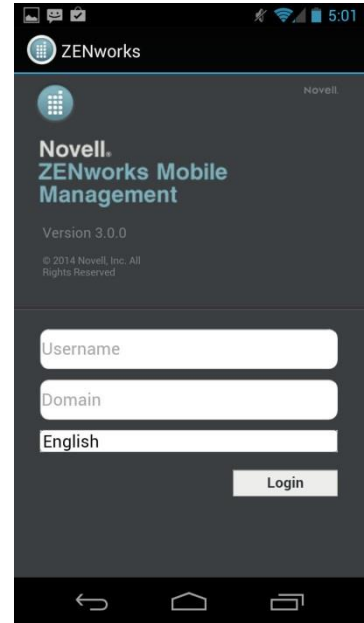 5:01
ZENworks
Novell
Novell.
ZENworks Mobile
Management
Version 3.0.0
© 2014 Novell, Inc. All
Rights Reserved
Username
Domain
English
Login